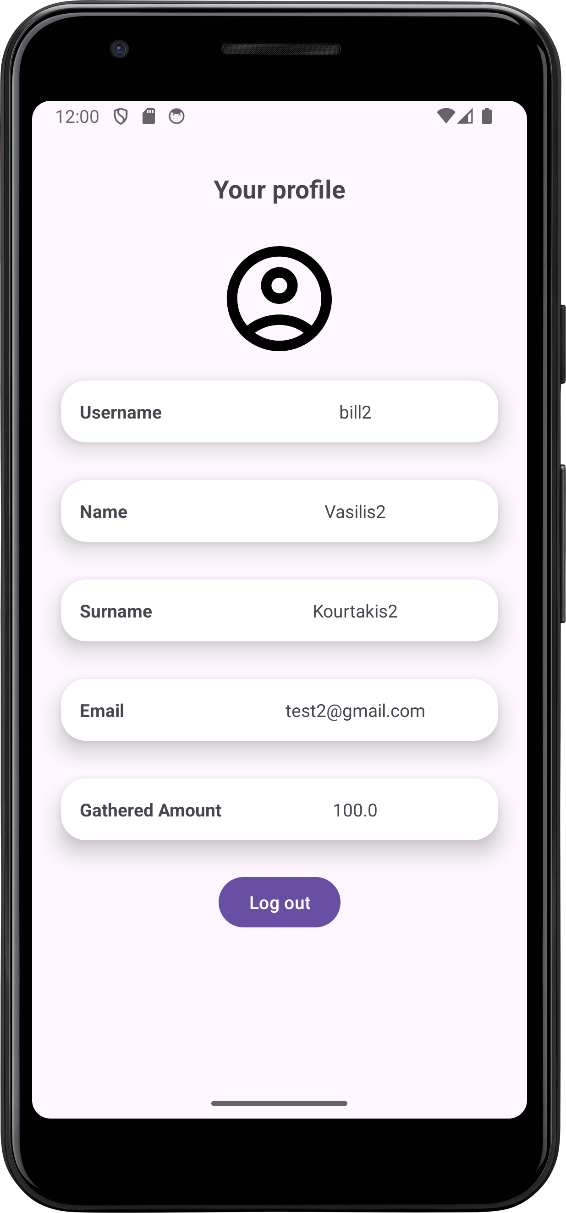 12:00
Your profile
Username bill2
Name Vasilis2
Surname Kourtakis2
Email test2@gmail.com
Gathered Amount 100.0
Log out